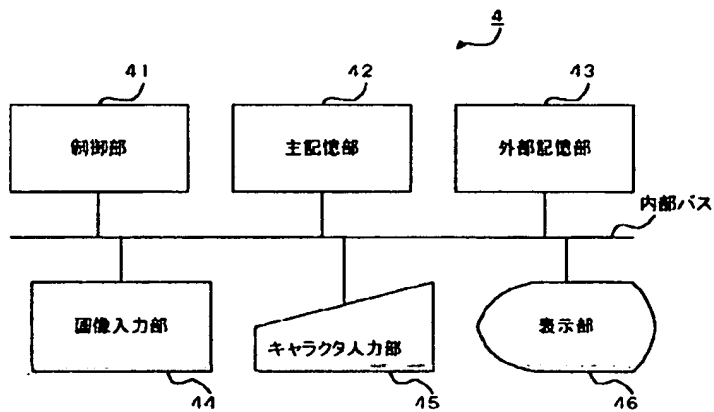 4
41
42
43
制御部
主記憶部
外部記憶部
内部バス
画像入力部
キャラクタ入力部
表示部
44
45
46